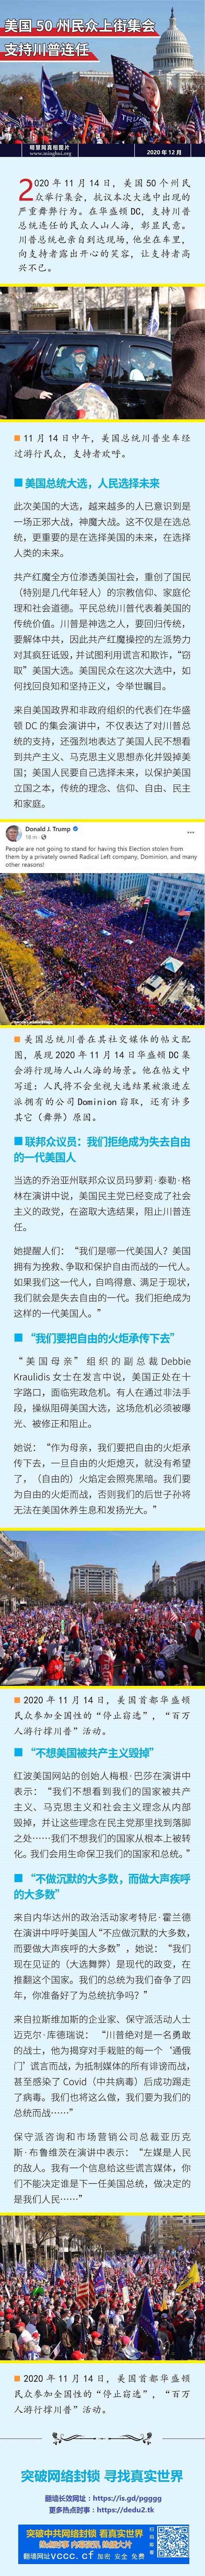 美国 50 州民众上街集会
支持川普连任
明慧网真相图片
www.minghui.org
2020 年 12 月
2020 年 11 月 14 日，美国 50 个州民
众举行集会，抗议本次大选中出现的
严重舞弊行为。在华盛顿 DC，支持川普
总统连任的民众人山人海，彰显民意。
川普总统也亲自到达现场，他坐在车里，
向支持者露出开心的笑容，让支持者高
兴不已。
11 月 14 日中午，美国总统川普坐车经
过游行民众，支持者欢呼。
美国总统大选，人民选择未来
此次美国的大选，越来越多的人已意识到是
一场正邪大战，神魔大战。这不仅是在选总
统，更重要的是在选择美国的未来，在选择
人类的未来。
共产红魔全方位渗透美国社会，重创了国民
（特别是几代年轻人）的宗教信仰、家庭伦
理和社会道德。平民总统川普代表着美国的
传统价值。川普是神选之人，要回归传统，
要解体中共，因此共产红魔操控的左派势力
对其疯狂诋毁，并试图利用谎言和欺诈，“窃
取”美国大选。美国民众在这次大选中，如
何找回良知和坚持正义，令举世瞩目。
来自美国政界和非政府组织的代表们在华盛
顿 DC 的集会演讲中，不仅表达了对川普总
统的支持，还强烈地表达了美国人民不想看
到共产主义、马克思主义思想赤化并毁掉美
国；美国人民要自己选择未来，以保护美国
立国之本，传统的理念、信仰、自由、民主
和家庭。
Donald J. Trump
18 m
People are not going to stand for having this Election stolen from
them by a privately owned Radical Left company, Dominion, and many
other reasons!
美国总统川普在其社交媒体的帖文配
图，展现 2020 年 11 月 14 日华盛顿 DC 集
会游行现场人山人海的场景。他在帖文中
写道：人民将不会坐视大选结果被激进左
派拥有的公司 Dominion 窃取，还有许多
其它（舞弊）原因。
联邦众议员：我们拒绝成为失去自由
的一代美国人
当选的乔治亚州联邦众议员玛萝莉·泰勒·格
林在演讲中说，美国民主党已经变成了社会
主义的政党，在盗取大选结果，阻止川普连
任。
她提醒人们：“我们是哪一代美国人？美国
拥有为挽救、争取和保护自由而战的一代人。
如果我们这一代人，自鸣得意、满足于现状，
我们就会是失去自由的一代。我们拒绝成为
这样的一代美国人。”
“我们要把自由的火炬承传下去”
“美国母亲”组织的副总裁 Debbie
Kraulidis 女士在发言中说，美国正处在十
字路口，面临宪政危机。有人在通过非法手
段，操纵阻碍美国大选，这场危机必须被曝
光、被修正和阻止。
她说：“作为母亲，我们要把自由的火炬承
传下去，一旦自由的火炬熄灭，就没有希望
了，（自由的）火焰定会照亮黑暗。我们要
为自由的火炬而战，否则我们的后世子孙将
无法在美国休养生息和发扬光大。”
2020 年 11 月 14 日，美国首都华盛顿
民众参加全国性的“停止窃选”，“百万
人游行撑川普”活动。
“不想美国被共产主义毁掉”
红波美国网站的创始人梅根·巴莎在演讲中
表示：“我们不想看到我们的国家被共产
主义、马克思主义和社会主义理念从内部
毁掉，并让这些理念在民主党那里找到落脚
之处……我们不想我们的国家从根本上被转
化。我们会用生命保卫我们的国家和总统。”
“不做沉默的大多数，而做大声疾呼
的大多数”
来自内华达州的政治活动家考特尼·霍兰德
在演讲中呼吁美国人“不应做沉默的大多数，
而要做大声疾呼的大多数”，她说：“我们
现在见证的（大选舞弊）是现代的政变，在
推翻这个国家。我们的总统为我们奋争了四
年，你准备好了为总统抗争吗？”
来自拉斯维加斯的企业家、保守派活动人士
迈克尔·库德瑞说：“川普绝对是一名勇敢
的战士，他为揭穿对手栽赃的每一个‘通俄
门’谎言而战，为抵制媒体的所有诽谤而战，
甚至感染了 Covid（中共病毒）后成功踢走
了病毒。我们也将这么做，我们要为我们的
总统而战……”
保守派咨询和市场营销公司总裁亚历克
斯·布鲁维茨在演讲中表示：“左媒是人民
的敌人。我有一个信息给这些谎言媒体，你
们不能决定谁是下一任美国总统，做决定的
是我们人民……”
2020 年 11 月 14 日，美国首都华盛顿
民众参加全国性的“停止窃选”，“百万
人游行撑川普”活动。
突破网络封锁 寻找真实世界
翻墙长效网址：https://is.gd/pgggg
更多热点时事：https://dedu2.tk
突破中共网络封锁 看真实世界
翻墙网址vccc.cf 加密 安全 免费